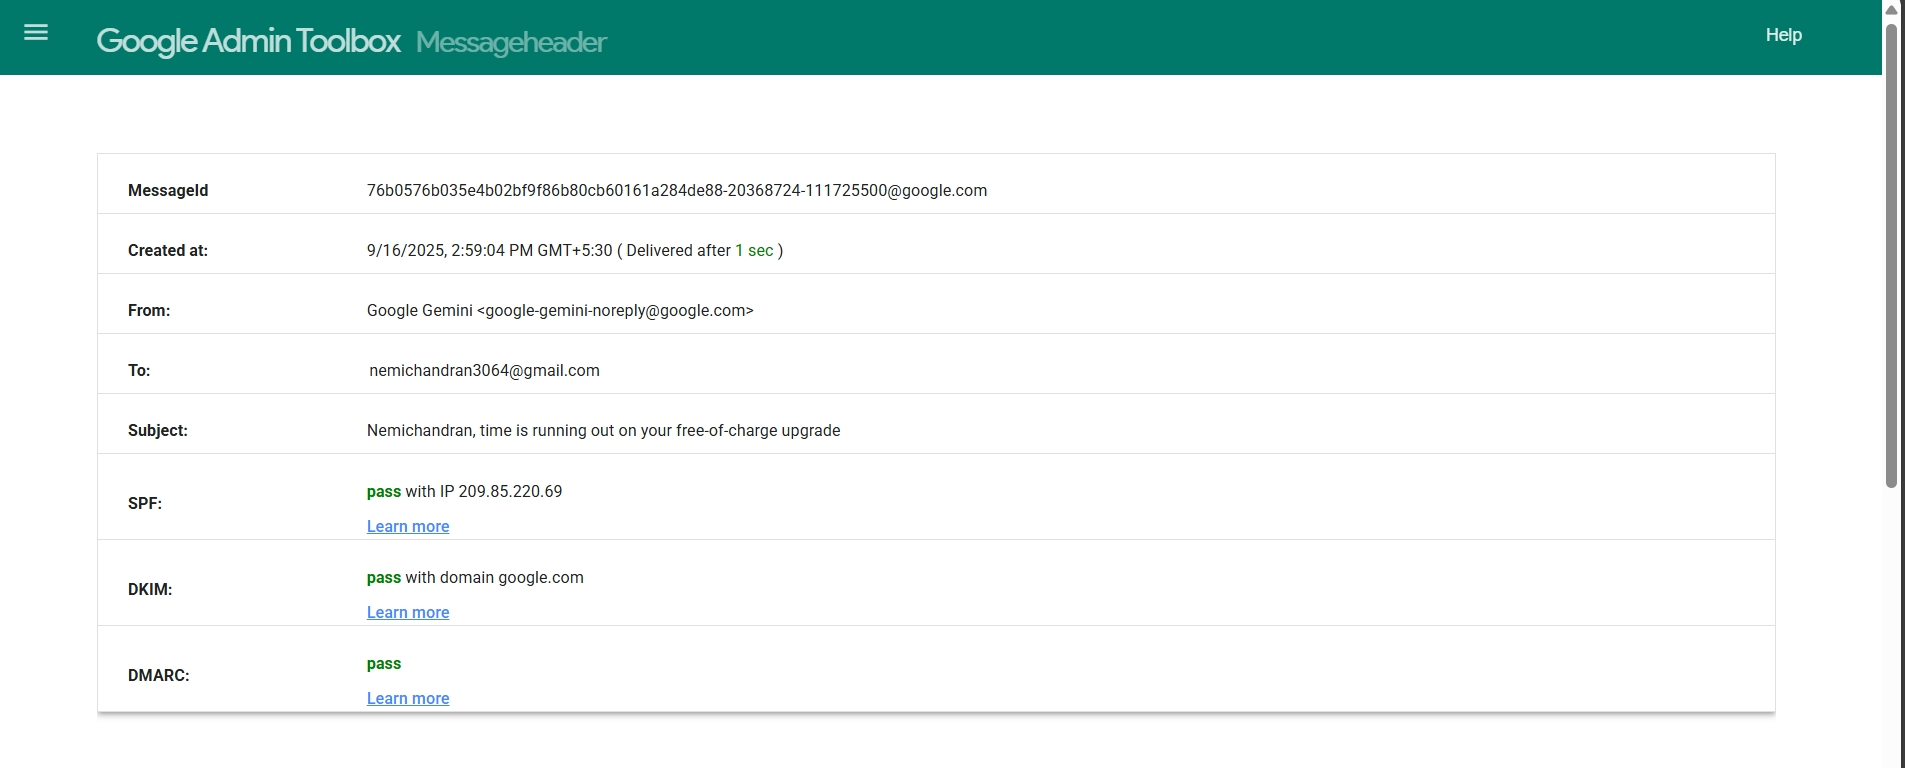 Google Admin Toolbox Messageheader
Help
MessageId 76b0576b035e4b02bf9f86b80cb60161a284de88-20368724-111725500@google.com
Created at: 9/16/2025, 2:59:04 PM GMT+5:30 ( Delivered after 1 sec )
From: Google Gemini <google-gemini-noreply@google.com>
To: nemichandran3064@gmail.com
Subject: Nemichandran, time is running out on your free-of-charge upgrade
SPF: pass with IP 209.85.220.69
Learn more
DKIM: pass with domain google.com
Learn more
DMARC: pass
Learn more